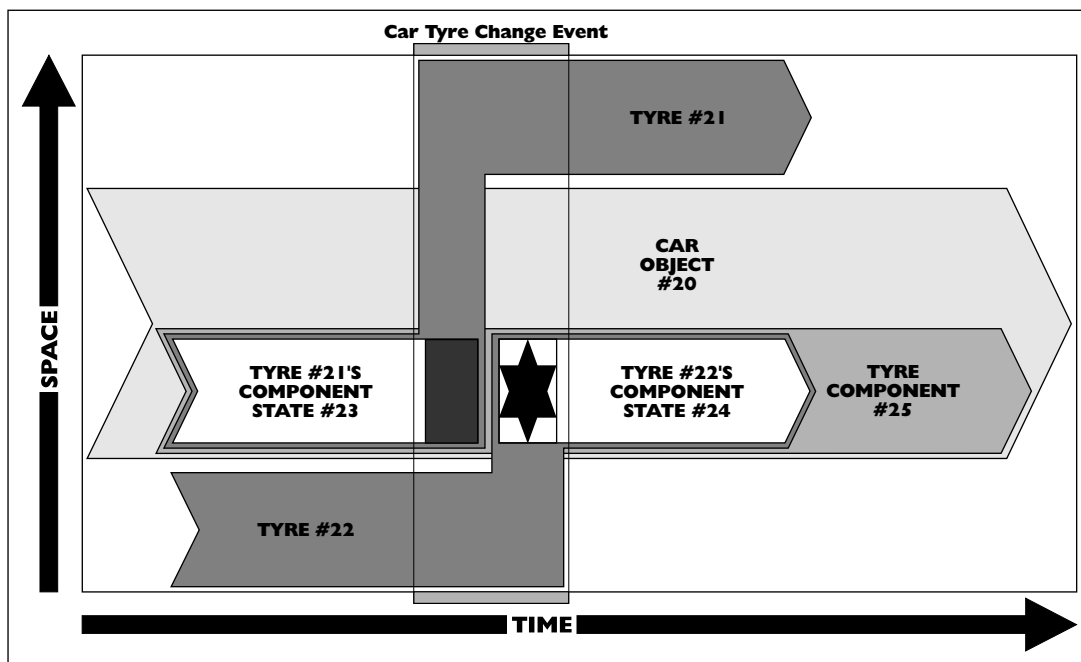 Car Tyre Change Event
TYRE #21
CAR
OBJECT
#20
TYRE #21'S
COMPONENT
STATE #23
TYRE #22'S
COMPONENT
STATE #24
TYRE
COMPONENT
#25
TYRE #22
SPACE
TIME